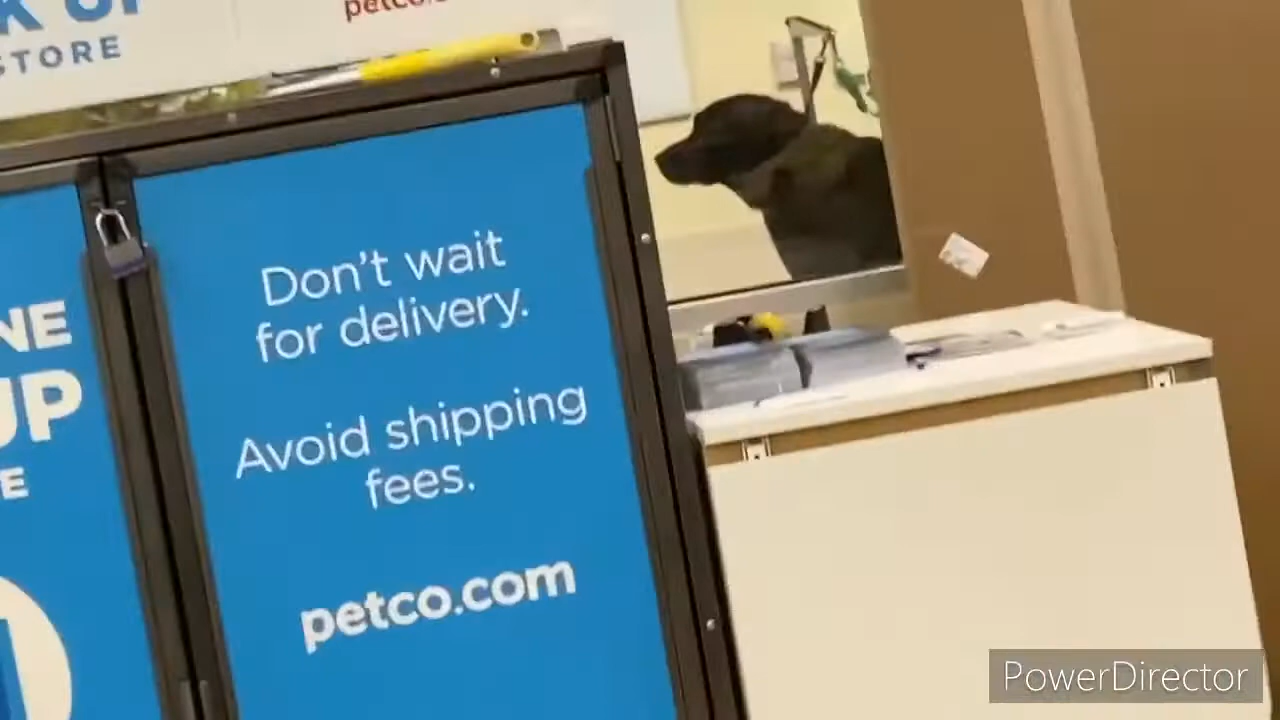 STORE
petco.
Don't wait
for delivery.
Avoid shipping
fees.
petco.com
NE
UP
E
PowerDirector